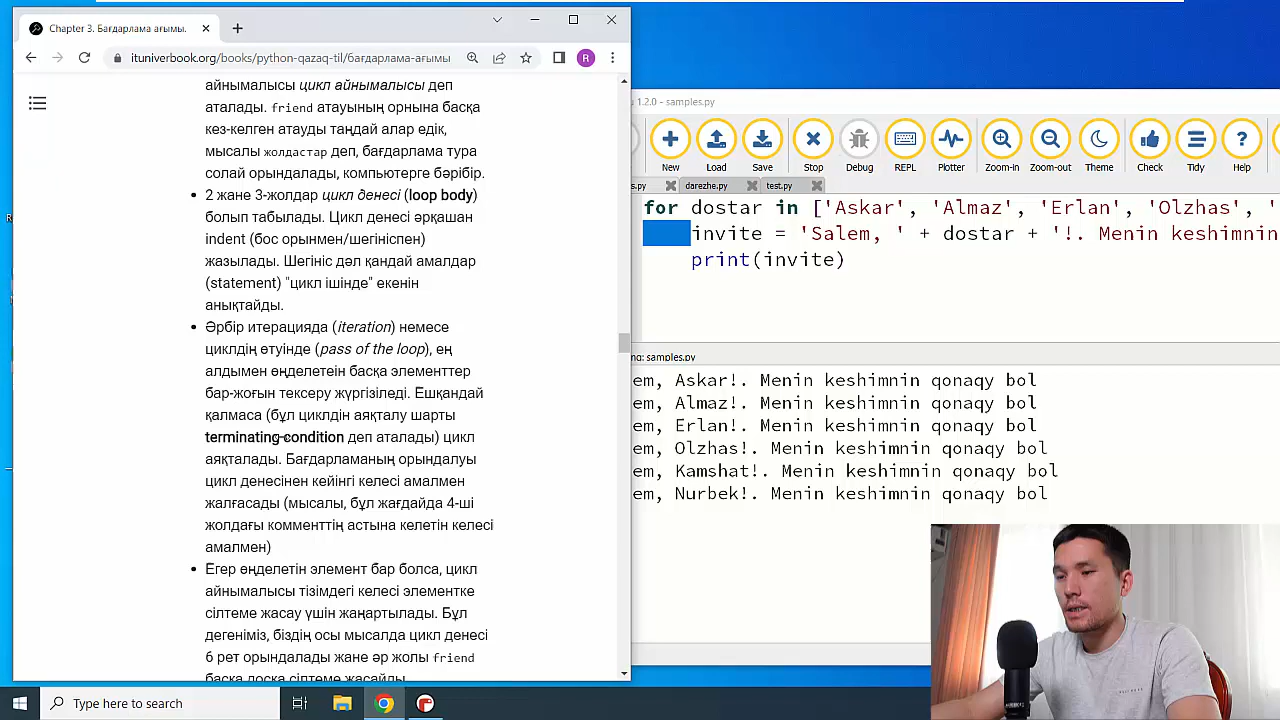 Chapter 3. Бағдарлама ағымы.
ituniverbook.org/books/python-qazaq-til/бағдарлама-ағымы
R
айнымалысы цикл айнымалысы деп
аталады. friend атауының орнына басқа
кез-келген атауды таңдай алар едік,
мысалы жолдастар деп, бағдарлама тура
солай орындалады, компьютерге бәрібір.
2 және 3-жолдар цикл денесі (loop body)
болып табылады. Цикл денесі әрқашан
indent (бос орынмен/шегініспен)
жазылады. Шегініс дәл қандай амалдар
(statement) "цикл ішінде" екенін
анықтайды.
Әрбір итерацияда (iteration) немесе
циклдің өтуінде (pass of the loop), ең
алдымен өңделетін басқа элементтер
бар-жоғын тексеру жүргізіледі. Ешқандай
қалмаса (бұл циклдің аяқталу шарты
terminating condition деп аталады) цикл
аяқталады. Бағдарламаның орындалуы
цикл денесінен кейінгі келесі амалмен
жалғасады (мысалы, бұл жағдайда 4-ші
жолдағы комменттің астына келетін келесі
амалмен)
Егер өңделетін элемент бар болса, цикл
айнымалысы тізімдегі келесі элементке
сілтеме жасау үшін жаңартылады. Бұл
дегеніміз, біздің осы мысалда цикл денесі
6 рет орындалады және әр жолы friend
басқа досқа сілтеме жасайды.
1.2.0 - samples.py
New Load Save Stop Debug REPL Plotter Zoom-in Zoom-out Theme Check Tidy Help
darezhe.py test.py
for dostar in ['Askar', 'Almaz', 'Erlan', 'Olzhas', '
invite = 'Salem, ' + dostar + '!. Menin keshimnin
print(invite)
samples.py
em, Askar!. Menin keshimnin qonaqy bol
em, Almaz!. Menin keshimnin qonaqy bol
em, Erlan!. Menin keshimnin qonaqy bol
em, Olzhas!. Menin keshimnin qonaqy bol
em, Kamshat!. Menin keshimnin qonaqy bol
em, Nurbek!. Menin keshimnin qonaqy bol
Type here to search